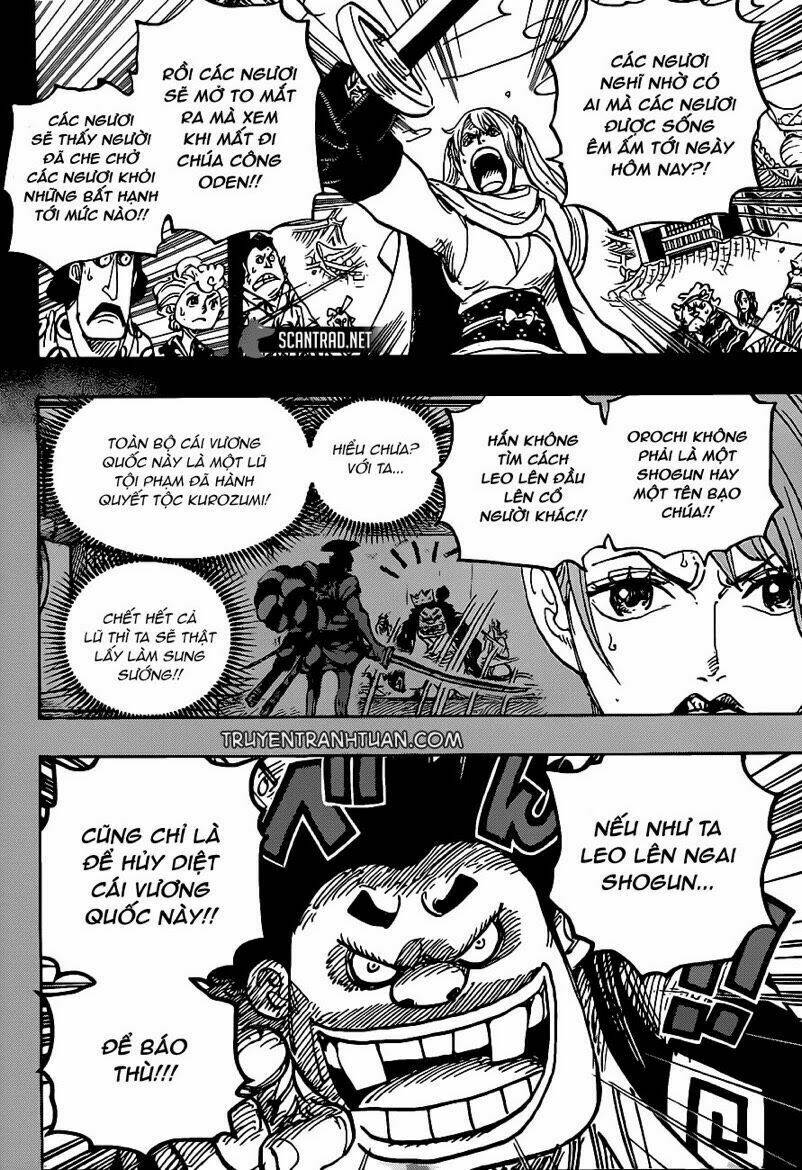 CÁC NGƯƠI
NGHĨ NHỜ CÓ
AI MÀ CÁC NGƯƠI
ĐƯỢC SỐNG
ÊM ẤM TỚI NGÀY
HÔM NAY?!
RỒI CÁC NGƯƠI
SẼ MỞ TO MẮT
RA MÀ XEM
KHI MẤT ĐI
CHÚA CÔNG
ODEN!!
CÁC NGƯƠI
SẼ THẤY NGƯỜI
ĐÃ CHE CHỞ
CÁC NGƯƠI KHỎI
NHỮNG BẤT HẠNH
TỚI MỨC NÀO!!
SCANTRAD.NET
OROCHI KHÔNG
PHẢI LÀ MỘT
SHOGUN HAY
MỘT TÊN BẠO
CHÚA!!
HẮN KHÔNG
TÌM CÁCH
LEO LÊN ĐẦU
LÊN CỔ
NGƯỜI KHÁC!!
HIỂU CHƯA?
VỚI TA...
TOÀN BỘ CÁI VƯƠNG
QUỐC NÀY LÀ MỘT LŨ
TỘI PHẠM ĐÃ HÀNH
QUYẾT TỘC KUROZUMI!
CHẾT HẾT CẢ
LŨ THÌ TA SẼ THẬT
LẤY LÀM SUNG
SƯỚNG!!
TRUYENTRANHTUAN.COM
NẾU NHƯ TA
LEO LÊN NGAI
SHOGUN...
べん!!
CŨNG CHỈ LÀ
ĐỂ HỦY DIỆT
CÁI VƯƠNG
QUỐC NÀY!!
ĐỂ BÁO
THÙ!!!